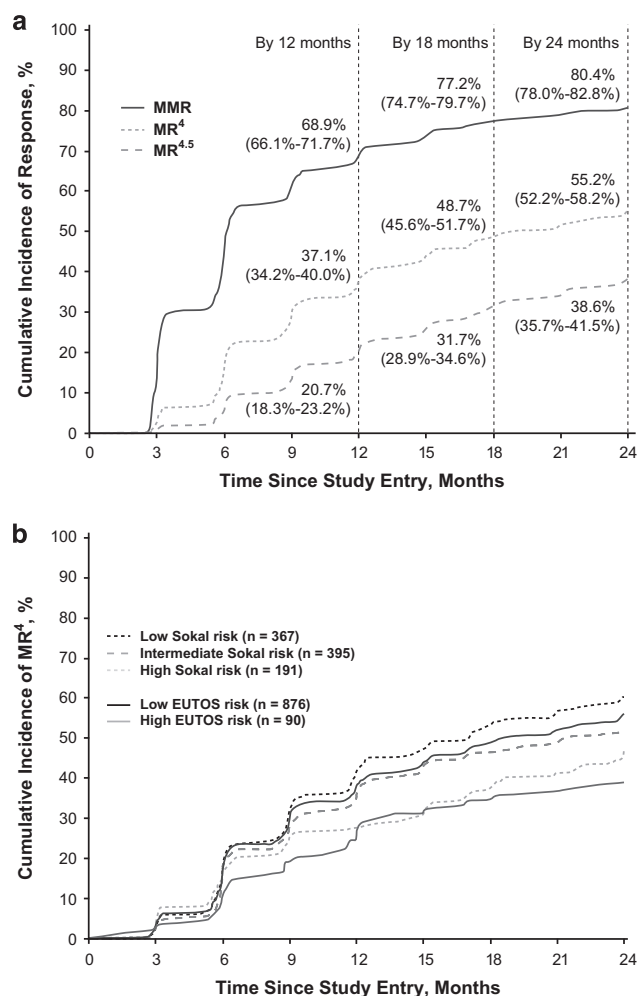 a
By 12 months By 18 months By 24 months
100
90
80
70
60
50
40
30
20
10
0
Cumulative Incidence of Response, %
MMR
MR⁴
MR⁴·⁵
68.9%
(66.1%-71.7%)
77.2%
(74.7%-79.7%)
80.4%
(78.0%-82.8%)
37.1%
(34.2%-40.0%)
48.7%
(45.6%-51.7%)
55.2%
(52.2%-58.2%)
20.7%
(18.3%-23.2%)
31.7%
(28.9%-34.6%)
38.6%
(35.7%-41.5%)
0 3 6 9 12 15 18 21 24
Time Since Study Entry, Months
b
100
90
80
70
60
50
40
30
20
10
0
Cumulative Incidence of MR⁴, %
Low Sokal risk (n = 367)
Intermediate Sokal risk (n = 395)
High Sokal risk (n = 191)
Low EUTOS risk (n = 876)
High EUTOS risk (n = 90)
0 3 6 9 12 15 18 21 24
Time Since Study Entry, Months